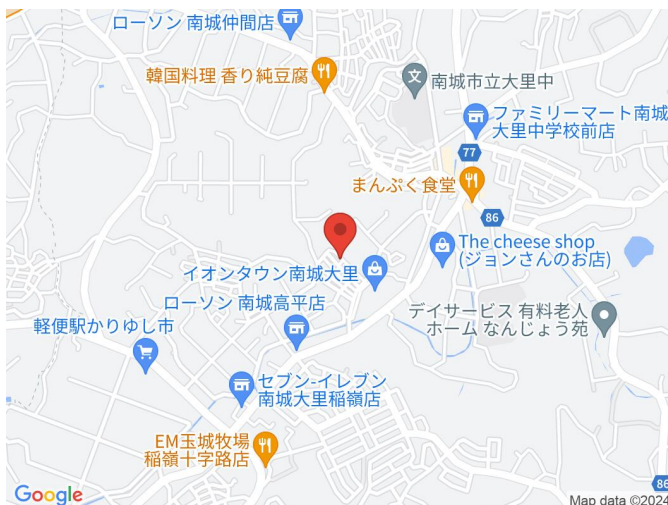 ローソン 南城仲間店
韓国料理 香り純豆腐
文
南城市立大里中
ファミリーマート南城
大里中学校前店
77
まんぷく食堂
86
The cheese shop
(ジョンさんのお店)
イオンタウン南城大里
ローソン 南城高平店
デイサービス 有料老人
ホーム なんじょう苑
軽便駅かりゆし市
セブン-イレブン
南城大里稲嶺店
EM玉城牧場
稲嶺十字路店
86
Google
Map data ©2024